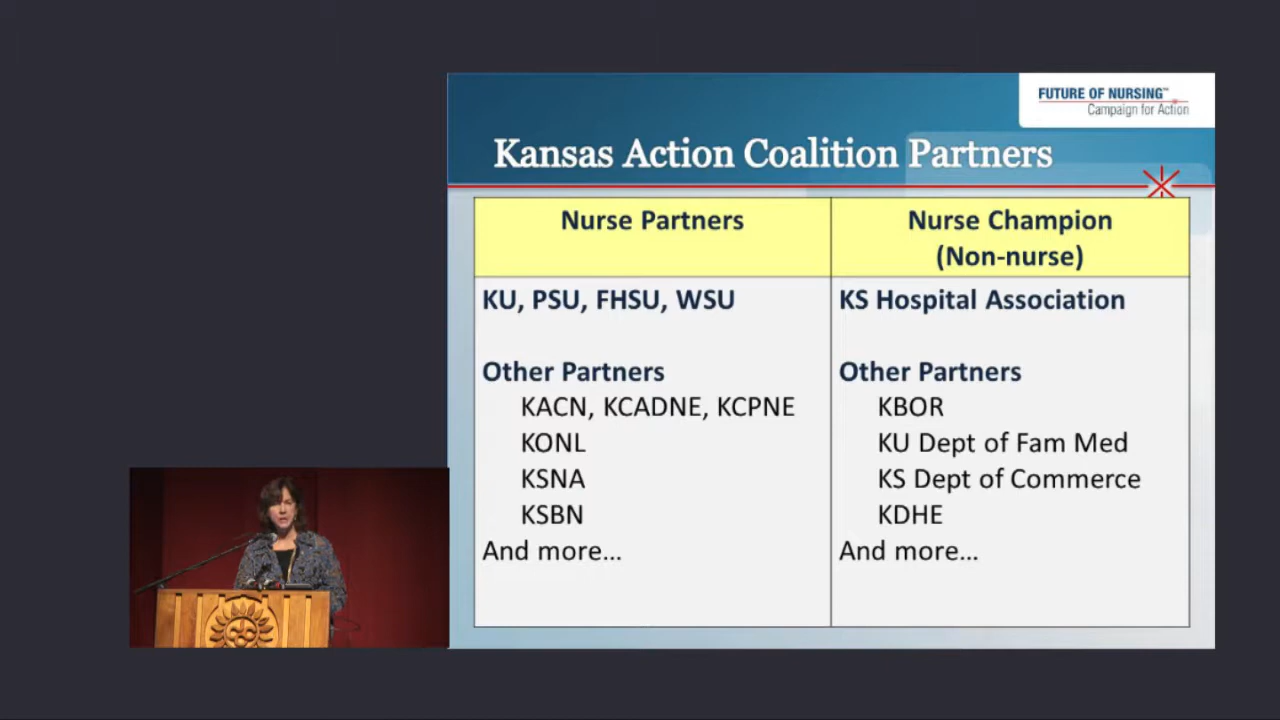 FUTURE OF NURSING™
Campaign for Action
Kansas Action Coalition Partners
Nurse Partners
Nurse Champion
(Non-nurse)
KU, PSU, FHSU, WSU
Other Partners
KACN, KCADNE, KCPNE
KONL
KSNA
KSBN
And more…
KS Hospital Association
Other Partners
KBOR
KU Dept of Fam Med
KS Dept of Commerce
KDHE
And more…